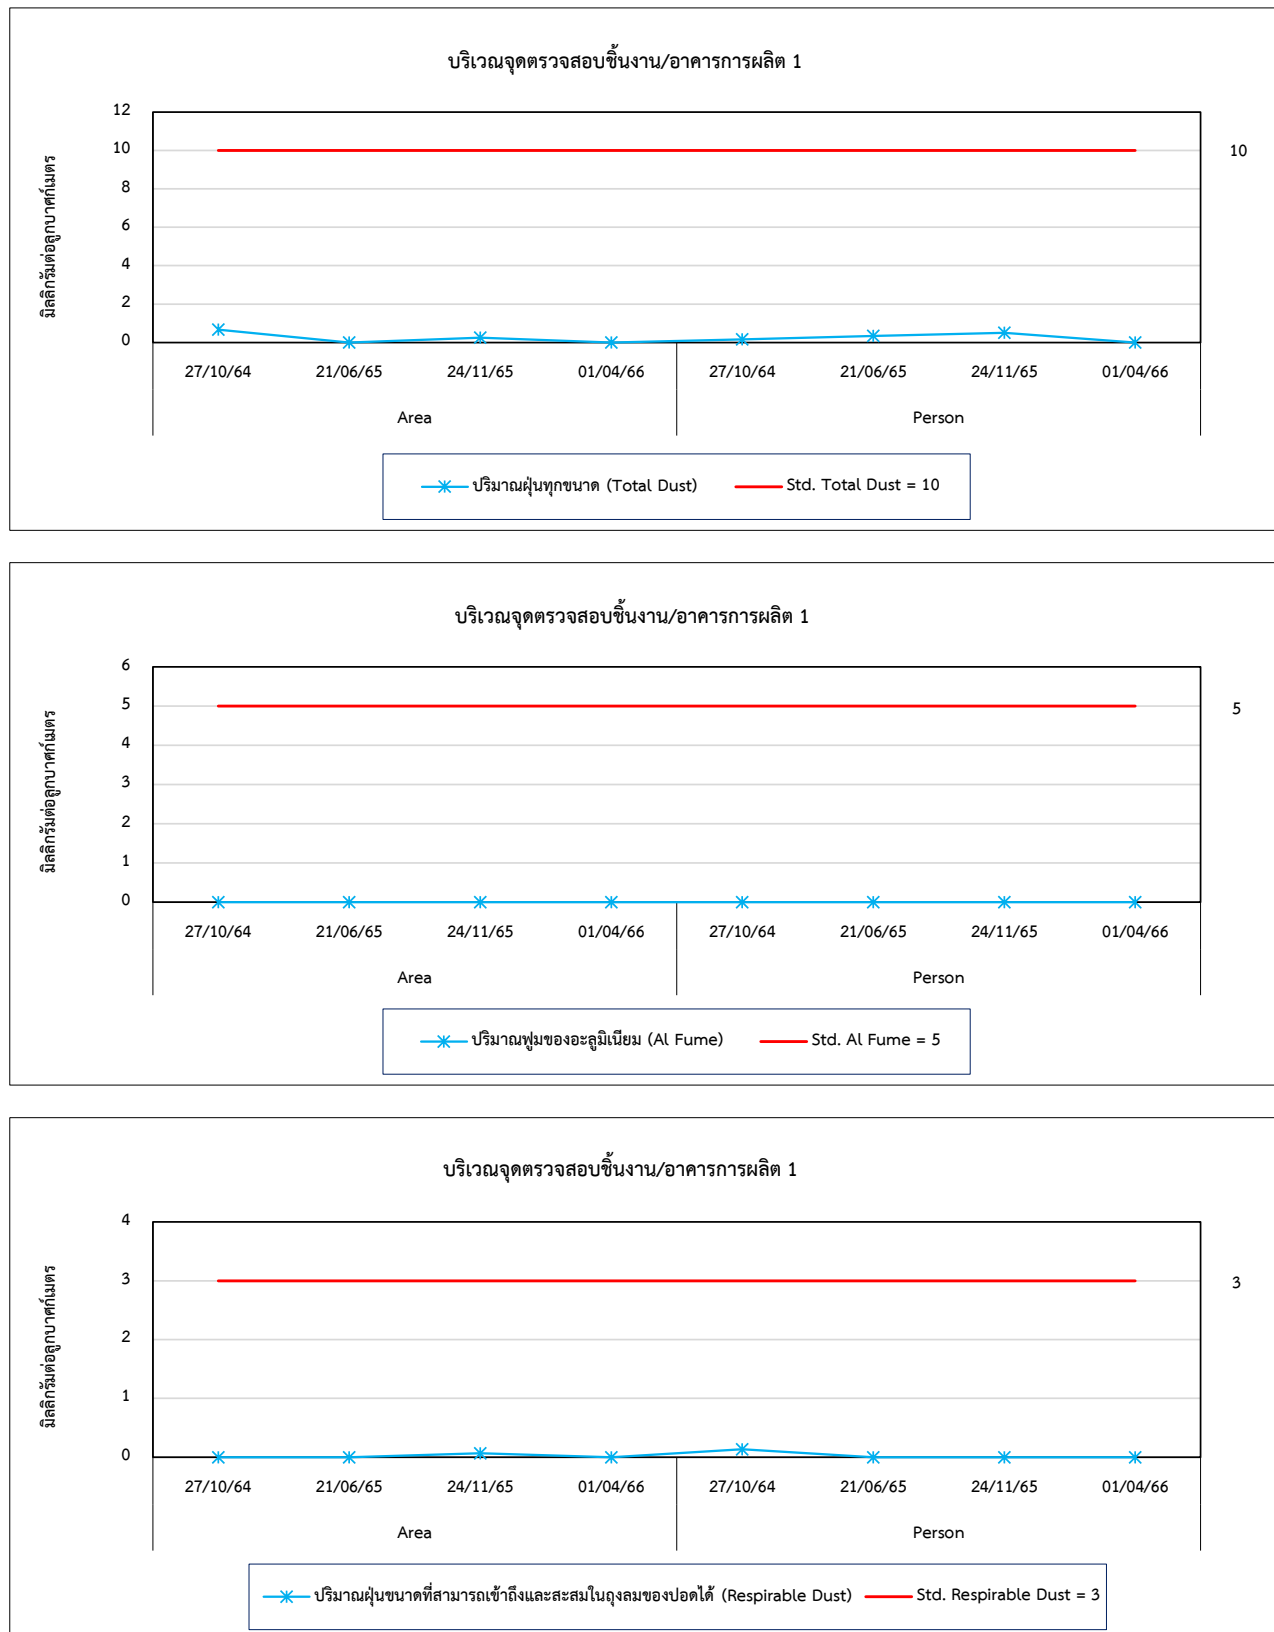 บริเวณจุดตรวจสอบชิ้นงาน/อาคารการผลิต 1
มิลลิกรัมต่อลูกบาศก์เมตร
12
10
8
6
4
2
0
10
27/10/64 21/06/65 24/11/65 01/04/66 27/10/64 21/06/65 24/11/65 01/04/66
Area Person
ปริมาณฝุ่นทุกขนาด (Total Dust) Std. Total Dust = 10
บริเวณจุดตรวจสอบชิ้นงาน/อาคารการผลิต 1
มิลลิกรัมต่อลูกบาศก์เมตร
6
5
4
3
2
1
0
5
27/10/64 21/06/65 24/11/65 01/04/66 27/10/64 21/06/65 24/11/65 01/04/66
Area Person
ปริมาณฟูมของอะลูมิเนียม (Al Fume) Std. Al Fume = 5
บริเวณจุดตรวจสอบชิ้นงาน/อาคารการผลิต 1
มิลลิกรัมต่อลูกบาศก์เมตร
4
3
2
1
0
3
27/10/64 21/06/65 24/11/65 01/04/66 27/10/64 21/06/65 24/11/65 01/04/66
Area Person
ปริมาณฝุ่นขนาดที่สามารถเข้าถึงและสะสมในถุงลมของปอดได้ (Respirable Dust) Std. Respirable Dust = 3